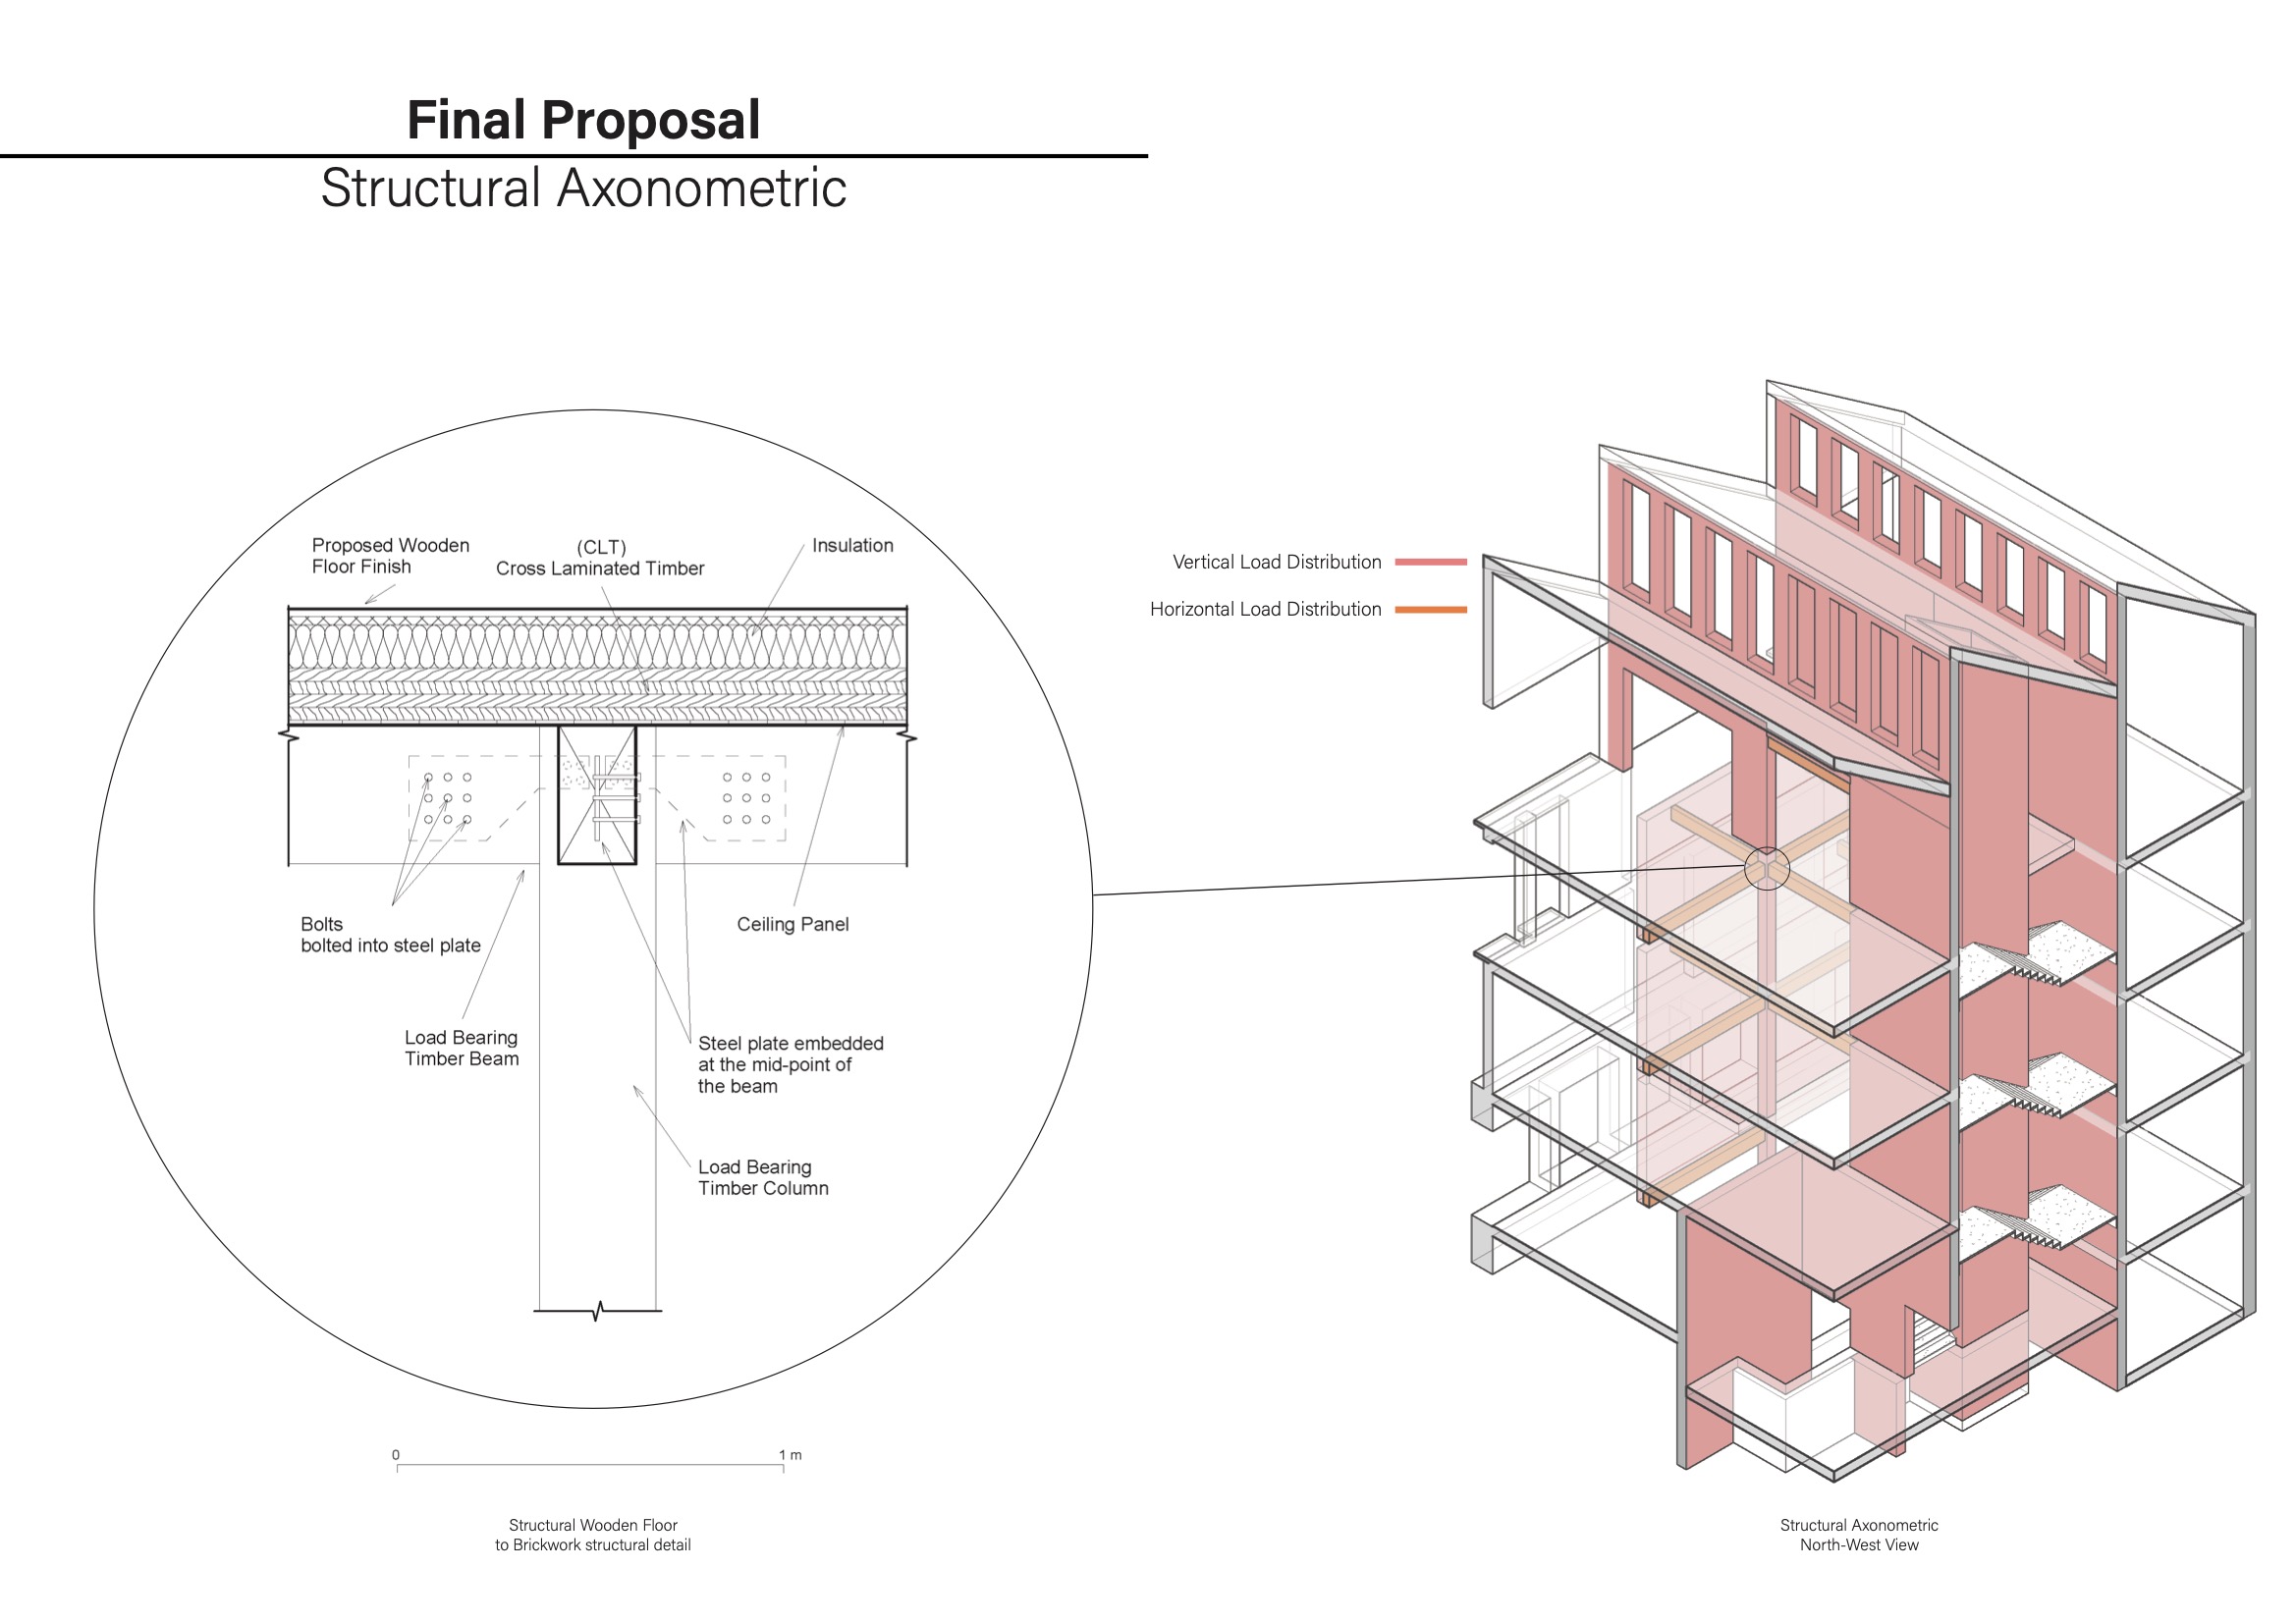 Final Proposal
Structural Axonometric
Proposed Wooden
Floor Finish
(CLT)
Cross Laminated Timber
Insulation
Vertical Load Distribution
Horizontal Load Distribution
Bolts
bolted into steel plate
Ceiling Panel
Load Bearing
Timber Beam
Steel plate embedded
at the mid-point of
the beam
Load Bearing
Timber Column
0
1 m
Structural Wooden Floor
to Brickwork structural detail
Structural Axonometric
North-West View